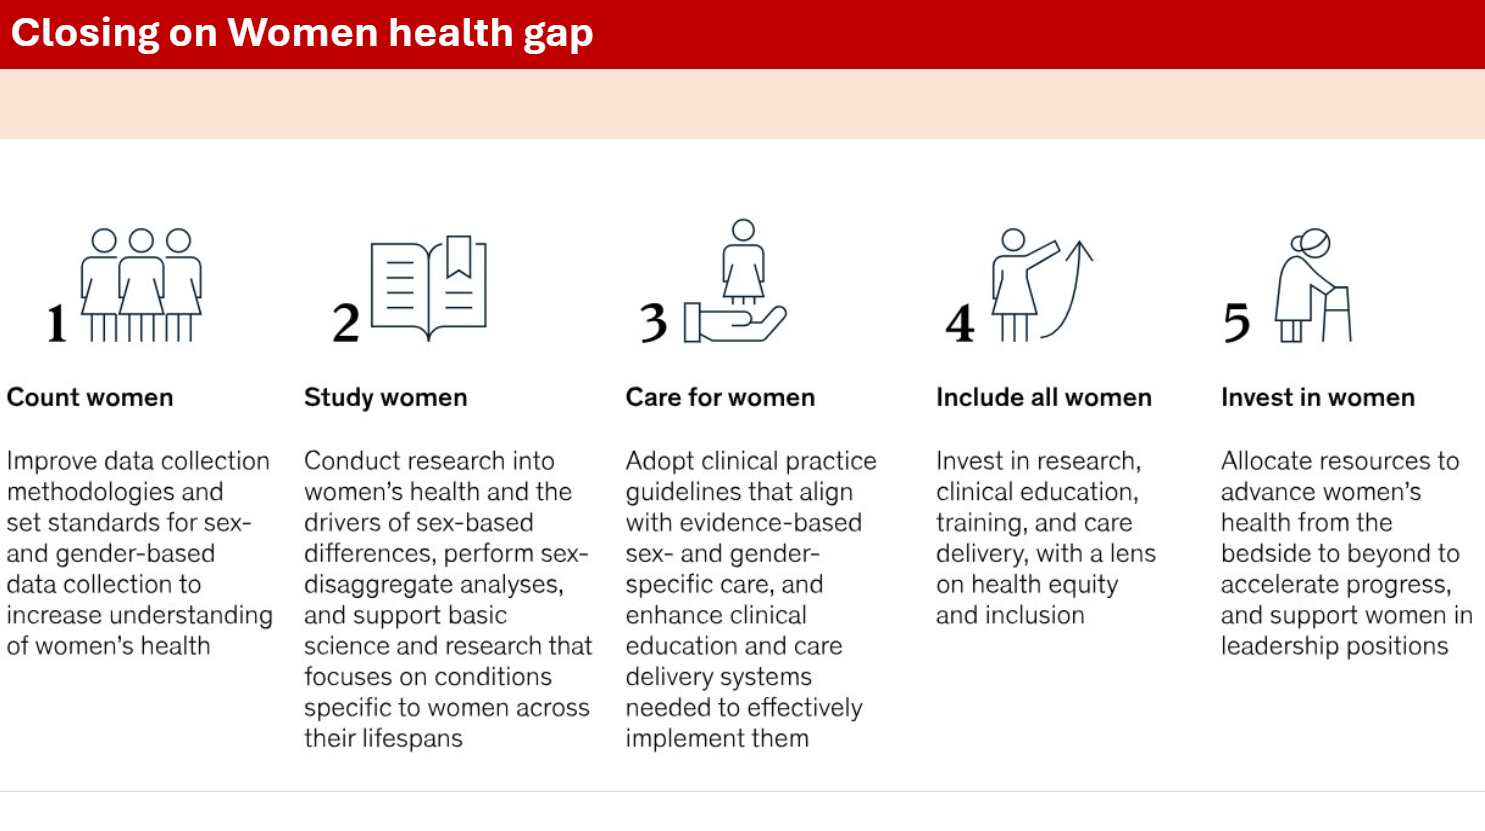 Closing on Women health gap
1
Count women
Improve data collection
methodologies and
set standards for sex-
and gender-based
data collection to
increase understanding
of women’s health
2
Study women
Conduct research into
women’s health and the
drivers of sex-based
differences, perform sex-
disaggregate analyses,
and support basic
science and research that
focuses on conditions
specific to women across
their lifespans
3
Care for women
Adopt clinical practice
guidelines that align
with evidence-based
sex- and gender-
specific care, and
enhance clinical
education and care
delivery systems
needed to effectively
implement them
4
Include all women
Invest in research,
clinical education,
training, and care
delivery, with a lens
on health equity
and inclusion
5
Invest in women
Allocate resources to
advance women’s
health from the
bedside to beyond to
accelerate progress,
and support women in
leadership positions